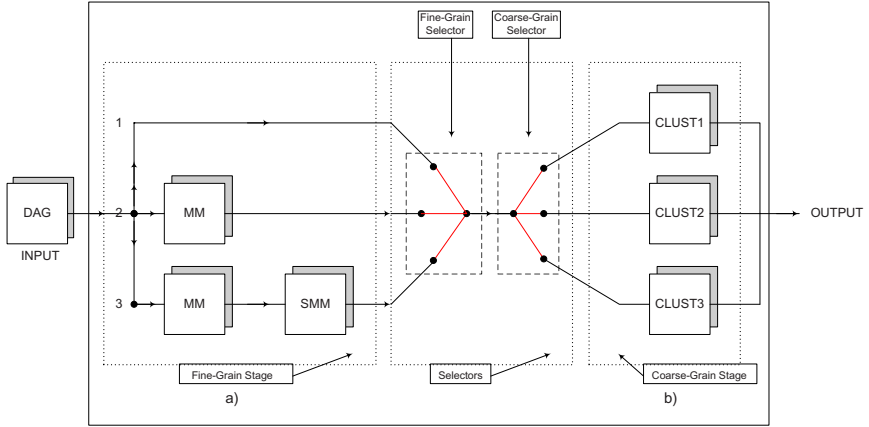 Fine-Grain
Selector
Coarse-Grain
Selector
1
CLUST1
DAG
2
MM
CLUST2
OUTPUT
INPUT
3
MM
SMM
CLUST3
Fine-Grain Stage
Selectors
Coarse-Grain Stage
a)
b)